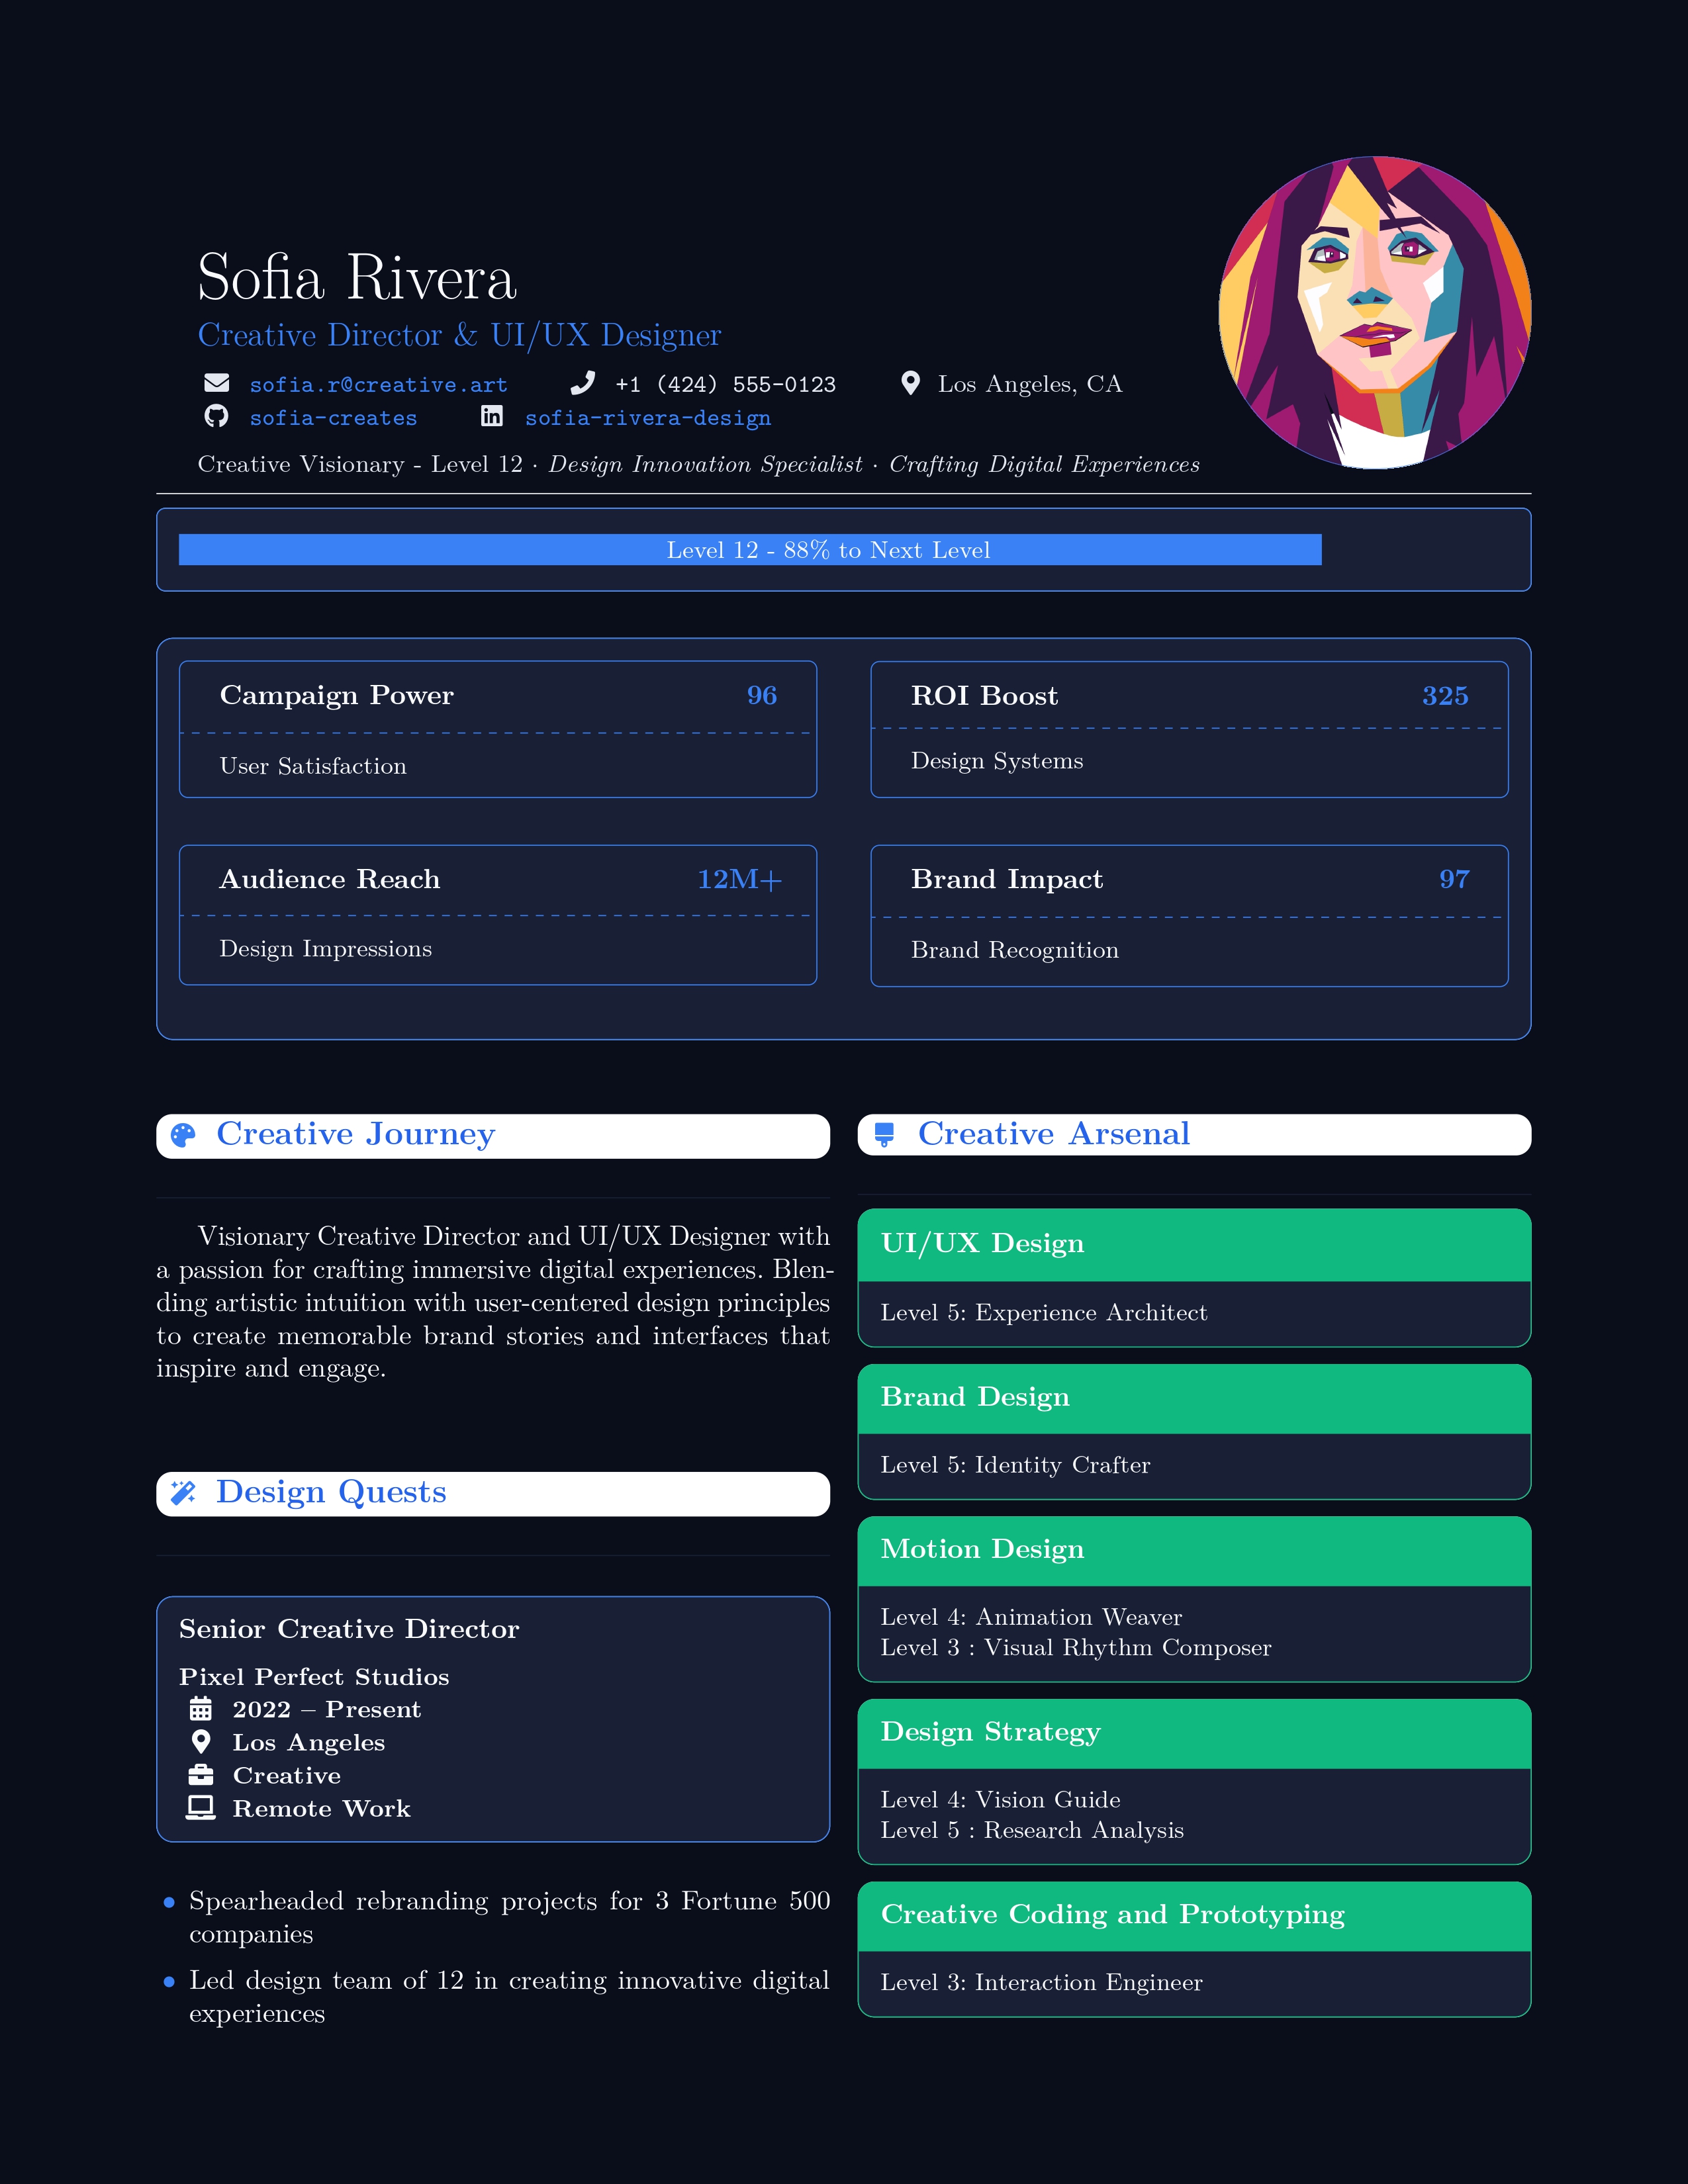 Sofia Rivera
Creative Director & UI/UX Designer
sofia.r@creative.art +1 (424) 555-0123 Los Angeles, CA
sofia-creates sofia-rivera-design
Creative Visionary - Level 12 · Design Innovation Specialist · Crafting Digital Experiences
Level 12 - 88% to Next Level
Campaign Power 96
User Satisfaction
ROI Boost 325
Design Systems
Audience Reach 12M+
Design Impressions
Brand Impact 97
Brand Recognition
Creative Journey
Visionary Creative Director and UI/UX Designer with
a passion for crafting immersive digital experiences. Blen-
ding artistic intuition with user-centered design principles
to create memorable brand stories and interfaces that
inspire and engage.
Design Quests
Senior Creative Director
Pixel Perfect Studios
2022 – Present
Los Angeles
Creative
Remote Work
Spearheaded rebranding projects for 3 Fortune 500
companies
Led design team of 12 in creating innovative digital
experiences
Creative Arsenal
UI/UX Design
Level 5: Experience Architect
Brand Design
Level 5: Identity Crafter
Motion Design
Level 4: Animation Weaver
Level 3 : Visual Rhythm Composer
Design Strategy
Level 4: Vision Guide
Level 5 : Research Analysis
Creative Coding and Prototyping
Level 3: Interaction Engineer